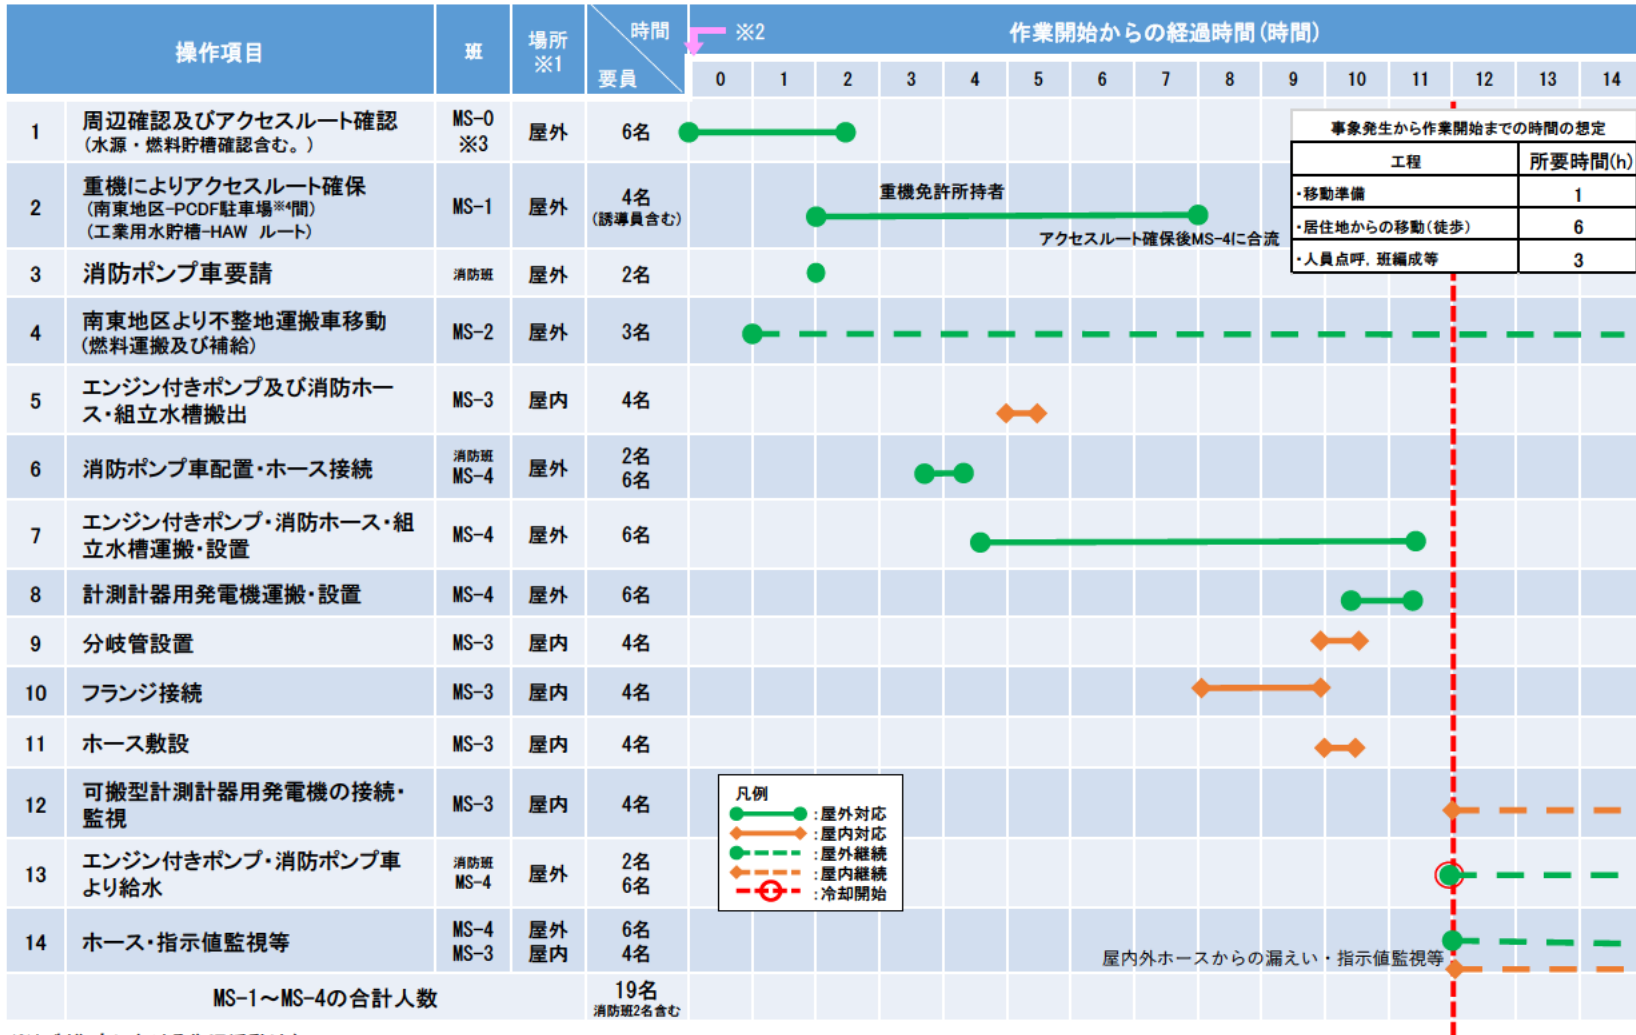 操作項目
班
場所
※1
時間
要員
※2
作業開始からの経過時間(時間)
0 1 2 3 4 5 6 7 8 9 10 11 12 13 14
1
周辺確認及びアクセスルート確認
(水源・燃料貯槽確認含む。)
MS-0
※3
屋外
6名
2
重機によりアクセスルート確保
(南東地区-PCDF駐車場※4間)
(工業用水貯槽-HAW ルート)
MS-1
屋外
4名
(誘導員含む)
重機免許所持者
アクセスルート確保後MS-4に合流
事象発生から作業開始までの時間の想定
工程 所要時間(h)
・移動準備 1
・居住地からの移動(徒歩) 6
・人員点呼, 班編成等 3
3
消防ポンプ車要請
消防班
屋外
2名
4
南東地区より不整地運搬車移動
(燃料運搬及び補給)
MS-2
屋外
3名
5
エンジン付きポンプ及び消防ホー
ス・組立水槽搬出
MS-3
屋内
4名
6
消防ポンプ車配置・ホース接続
消防班
MS-4
屋外
2名
6名
7
エンジン付きポンプ・消防ホース・組
立水槽運搬・設置
MS-4
屋外
6名
8
計測計器用発電機運搬・設置
MS-4
屋外
6名
9
分岐管設置
MS-3
屋内
4名
10
フランジ接続
MS-3
屋内
4名
11
ホース敷設
MS-3
屋内
4名
12
可搬型計測計器用発電機の接続・
監視
MS-3
屋内
4名
13
エンジン付きポンプ・消防ポンプ車
より給水
消防班
MS-4
屋外
2名
6名
14
ホース・指示値監視等
MS-4
MS-3
屋外
屋内
6名
4名
屋内外ホースからの漏えい・指示値監視等
凡例
:屋外対応
:屋内対応
:屋外継続
:屋内継続
:冷却開始
MS-1～MS-4の合計人数
19名
消防班2名含む